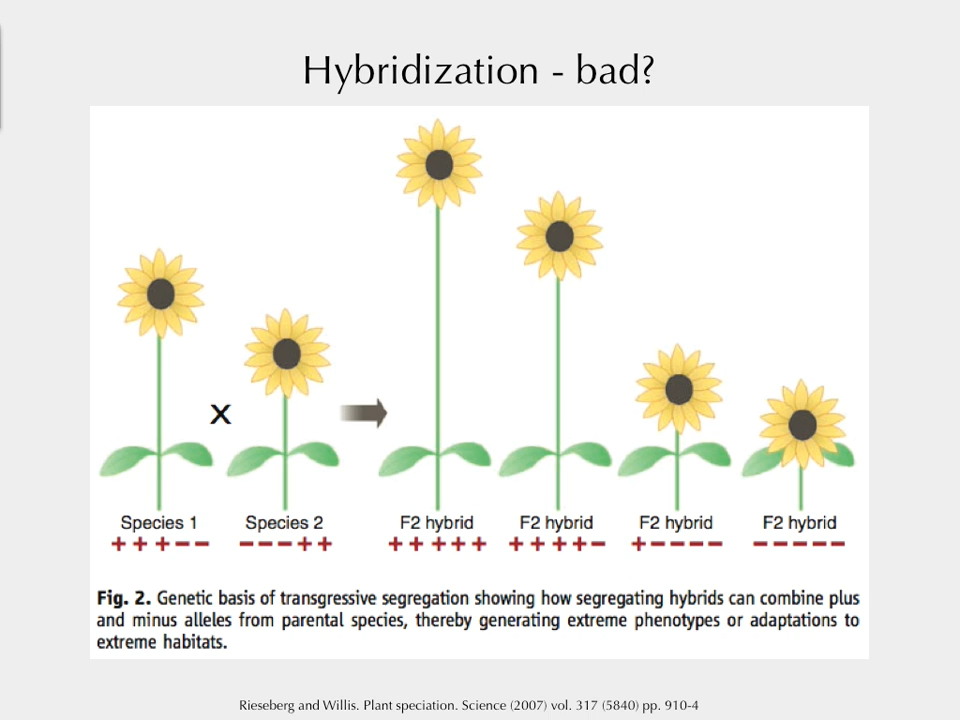 Hybridization - bad?
X
Species 1
Species 2
F2 hybrid
F2 hybrid
F2 hybrid
F2 hybrid
+++−−
−−−++
+++++
++++−
+−−−−
−−−−−
Fig. 2. Genetic basis of transgressive segregation showing how segregating hybrids can combine plus
and minus alleles from parental species, thereby generating extreme phenotypes or adaptations to
extreme habitats.
Rieseberg and Willis. Plant speciation. Science (2007) vol. 317 (5840) pp. 910-4